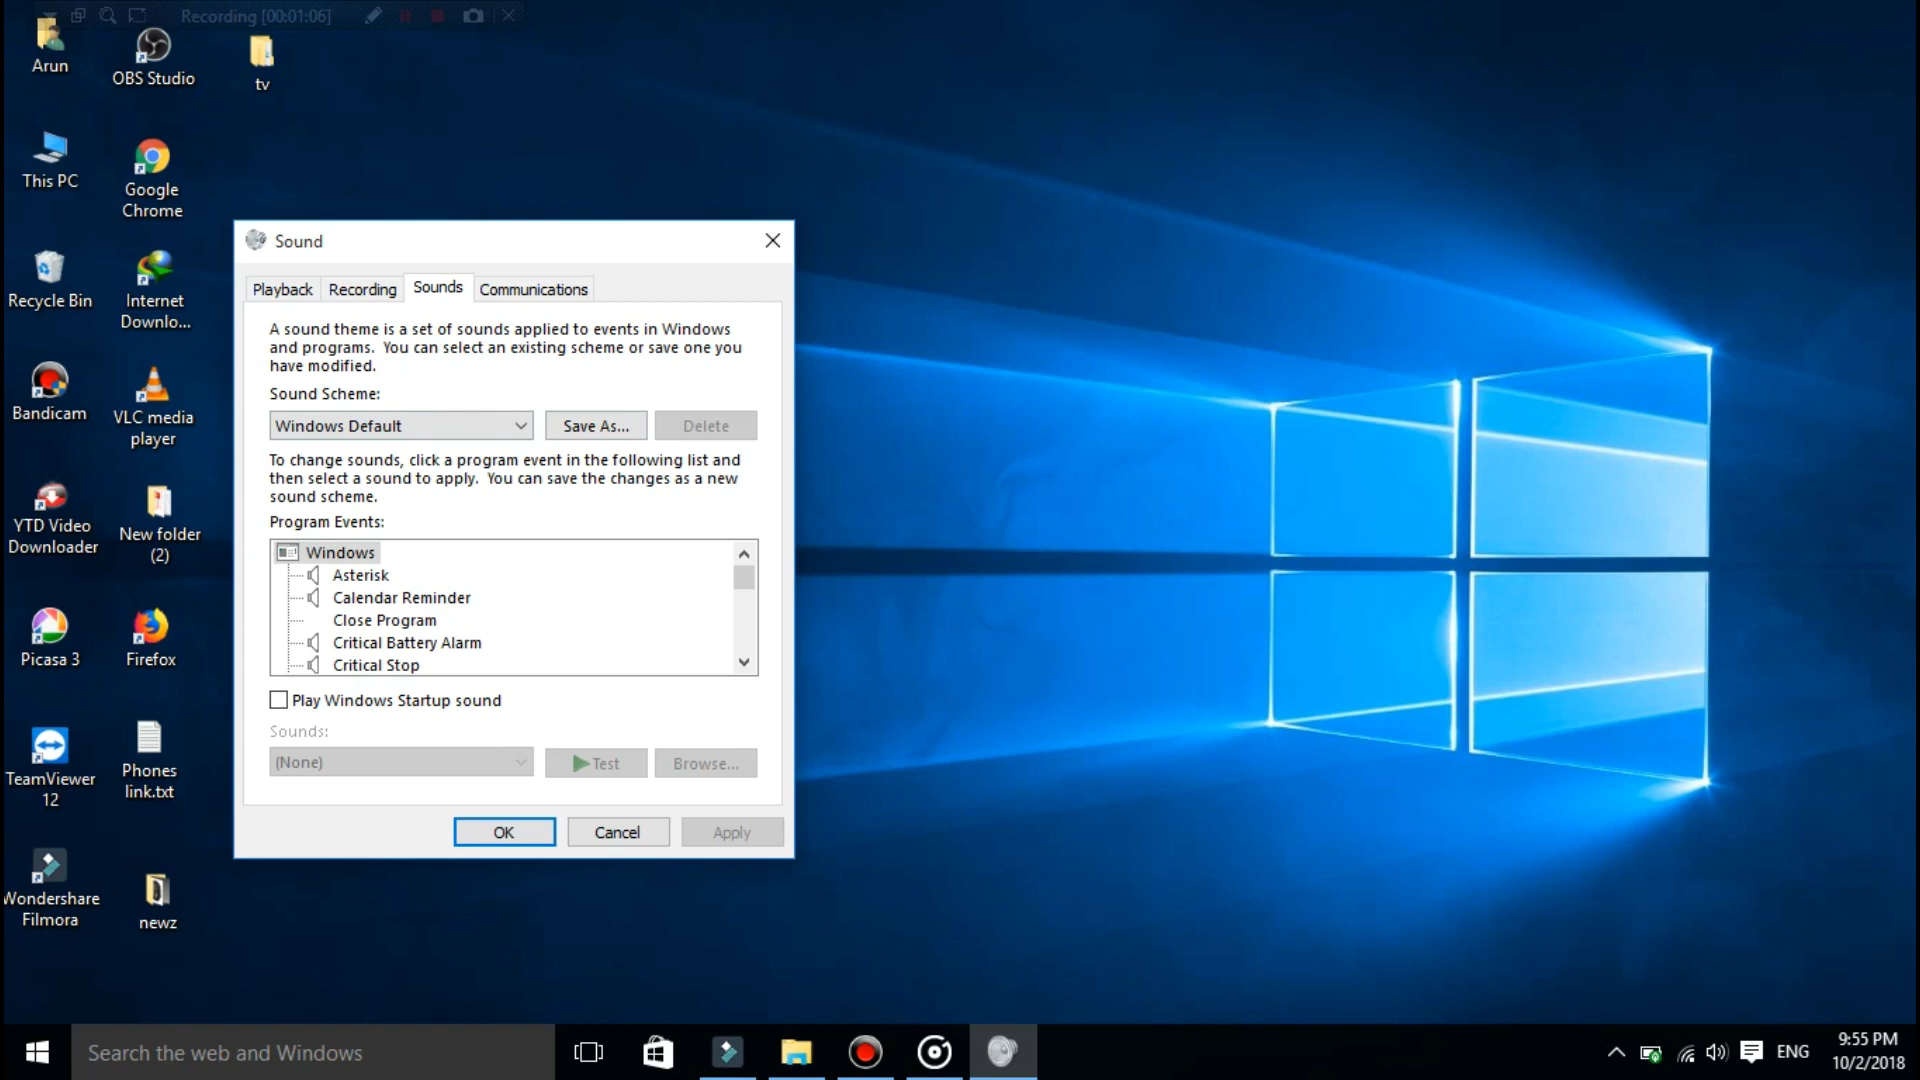 Recording [00:01:06]
Arun
OBS Studio
tv
This PC
Google
Chrome
Recycle Bin
Internet
Downlo...
Bandicam
VLC media
player
YTD Video
Downloader
New folder
(2)
Picasa 3
Firefox
TeamViewer
12
Phones
link.txt
Wondershare
Filmora
newz
Sound
Playback
Recording
Sounds
Communications
A sound theme is a set of sounds applied to events in Windows
and programs. You can select an existing scheme or save one you
have modified.
Sound Scheme:
Windows Default
Save As...
Delete
To change sounds, click a program event in the following list and
then select a sound to apply. You can save the changes as a new
sound scheme.
Program Events:
Windows
Asterisk
Calendar Reminder
Close Program
Critical Battery Alarm
Critical Stop
Play Windows Startup sound
Sounds:
(None)
Test
Browse...
OK
Cancel
Apply
Search the web and Windows
ENG
9:55 PM
10/2/2018